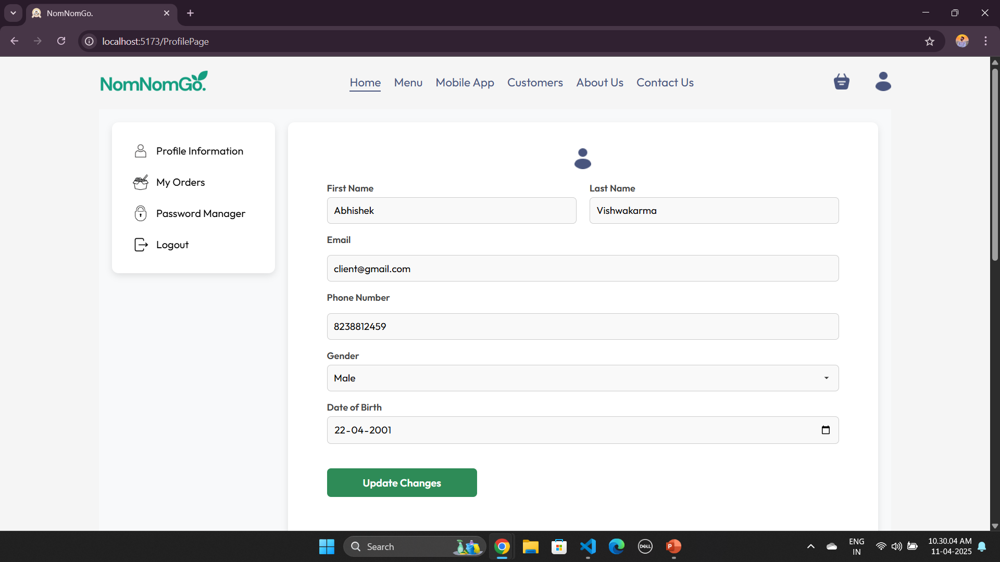 NomNomGo.
localhost:5173/ProfilePage
NomNomGo.
Home Menu Mobile App Customers About Us Contact Us
Profile Information
My Orders
Password Manager
Logout
First Name Last Name
Abhishek Vishwakarma
Email
client@gmail.com
Phone Number
8238812459
Gender
Male
Date of Birth
22-04-2001
Update Changes
Search
DELL
P
ENG
IN
10.30.04 AM
11-04-2025